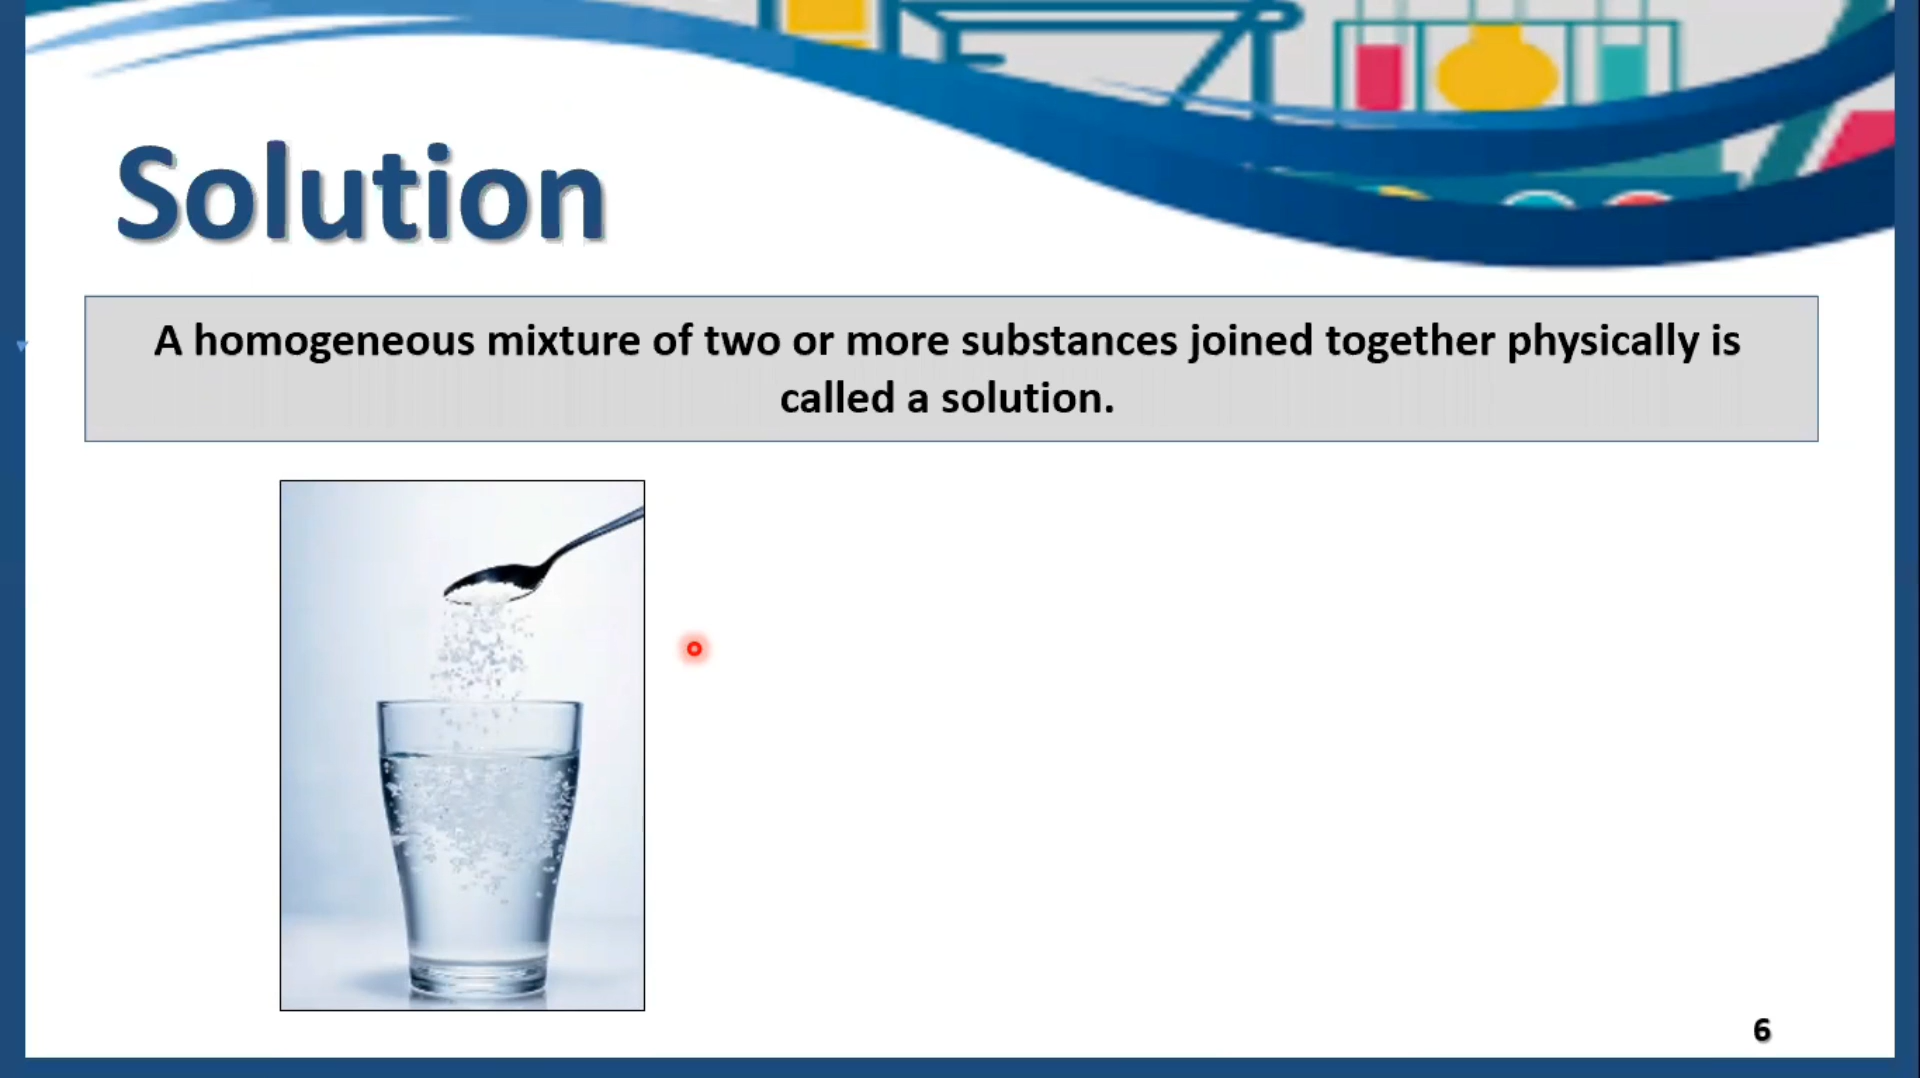 Solution
A homogeneous mixture of two or more substances joined together physically is
called a solution.
6